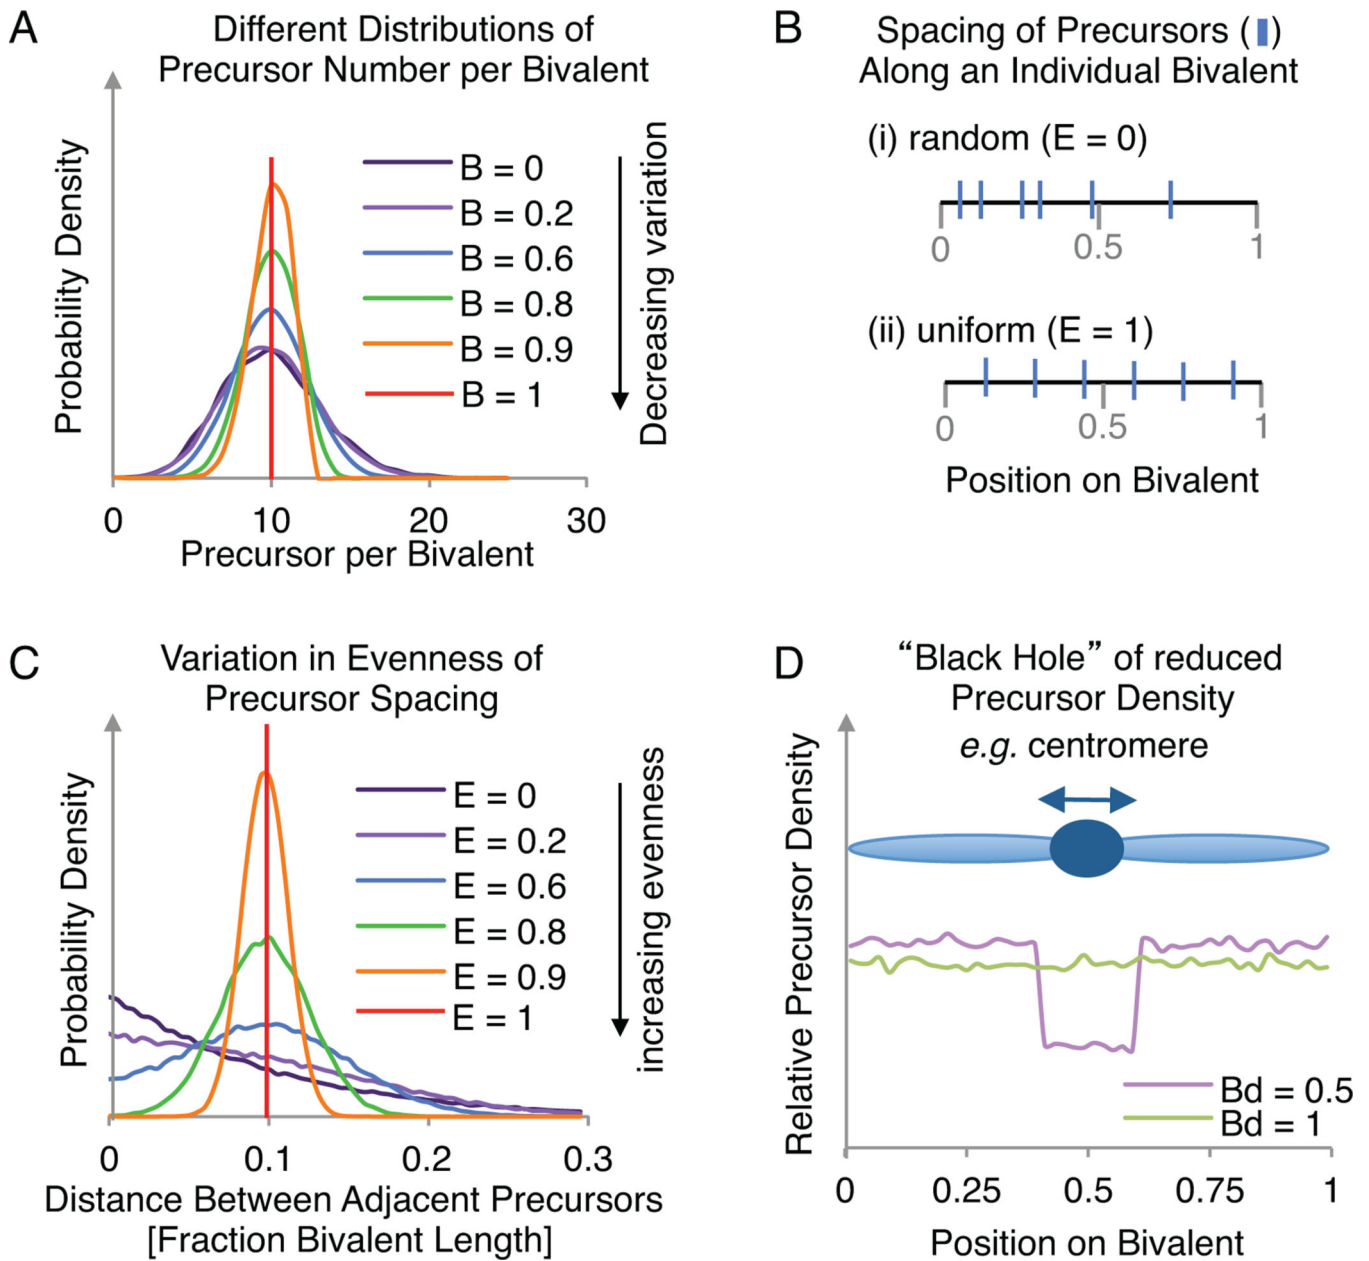 A
Different Distributions of
Precursor Number per Bivalent
Probability Density
B = 0
B = 0.2
B = 0.6
B = 0.8
B = 0.9
B = 1
Decreasing variation
0 10 20 30
Precursor per Bivalent
B
Spacing of Precursors ( )
Along an Individual Bivalent
(i) random (E = 0)
0 0.5 1
(ii) uniform (E = 1)
0 0.5 1
Position on Bivalent
C
Variation in Evenness of
Precursor Spacing
Probability Density
E = 0
E = 0.2
E = 0.6
E = 0.8
E = 0.9
E = 1
increasing evenness
0 0.1 0.2 0.3
Distance Between Adjacent Precursors
[Fraction Bivalent Length]
D
“Black Hole” of reduced
Precursor Density
e.g. centromere
Relative Precursor Density
Bd = 0.5
Bd = 1
0 0.25 0.5 0.75 1
Position on Bivalent